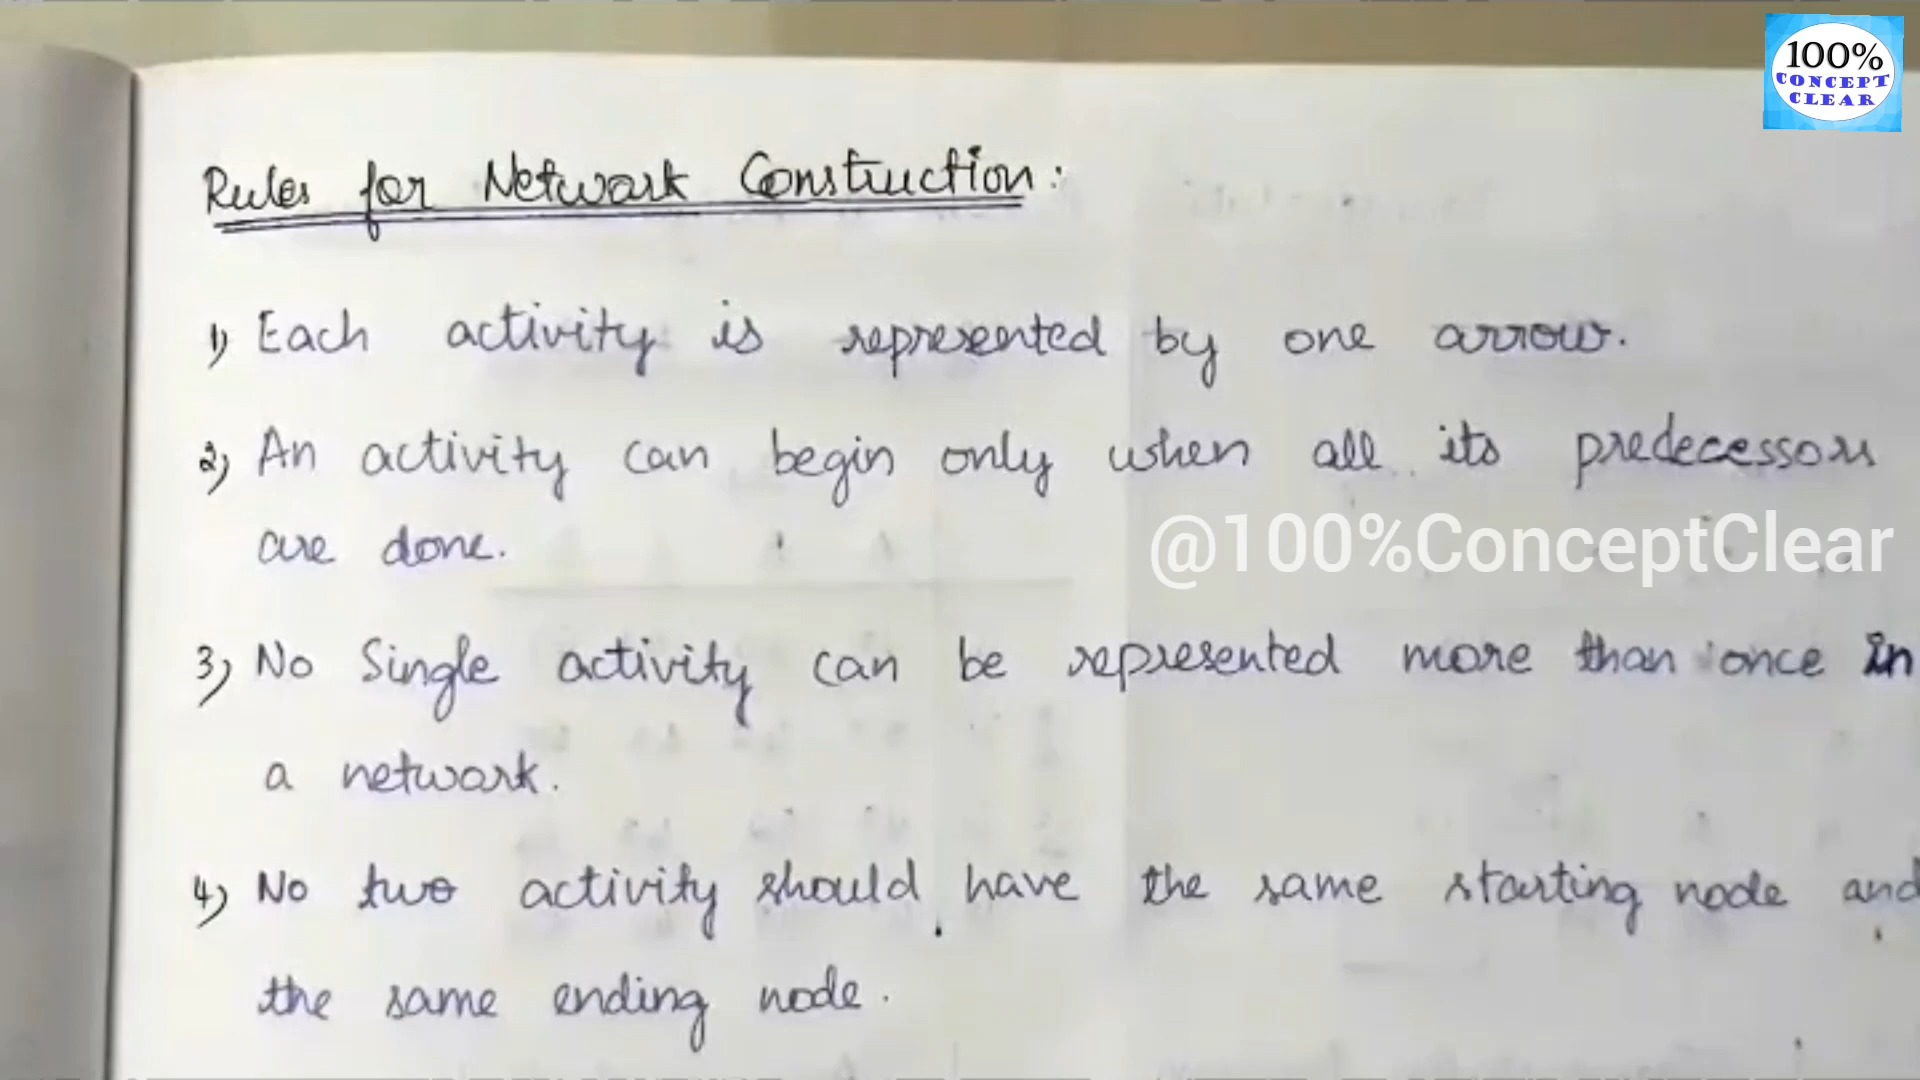 100%
CONCEPT
CLEAR
Rules for Network Construction:
1) Each activity is represented by one arrow.
2) An activity can begin only when all its predecessors
are done.
@100%ConceptClear
3) No Single activity can be represented more than once in
a network.
4) No two activity should have the same starting node and
the same ending node.